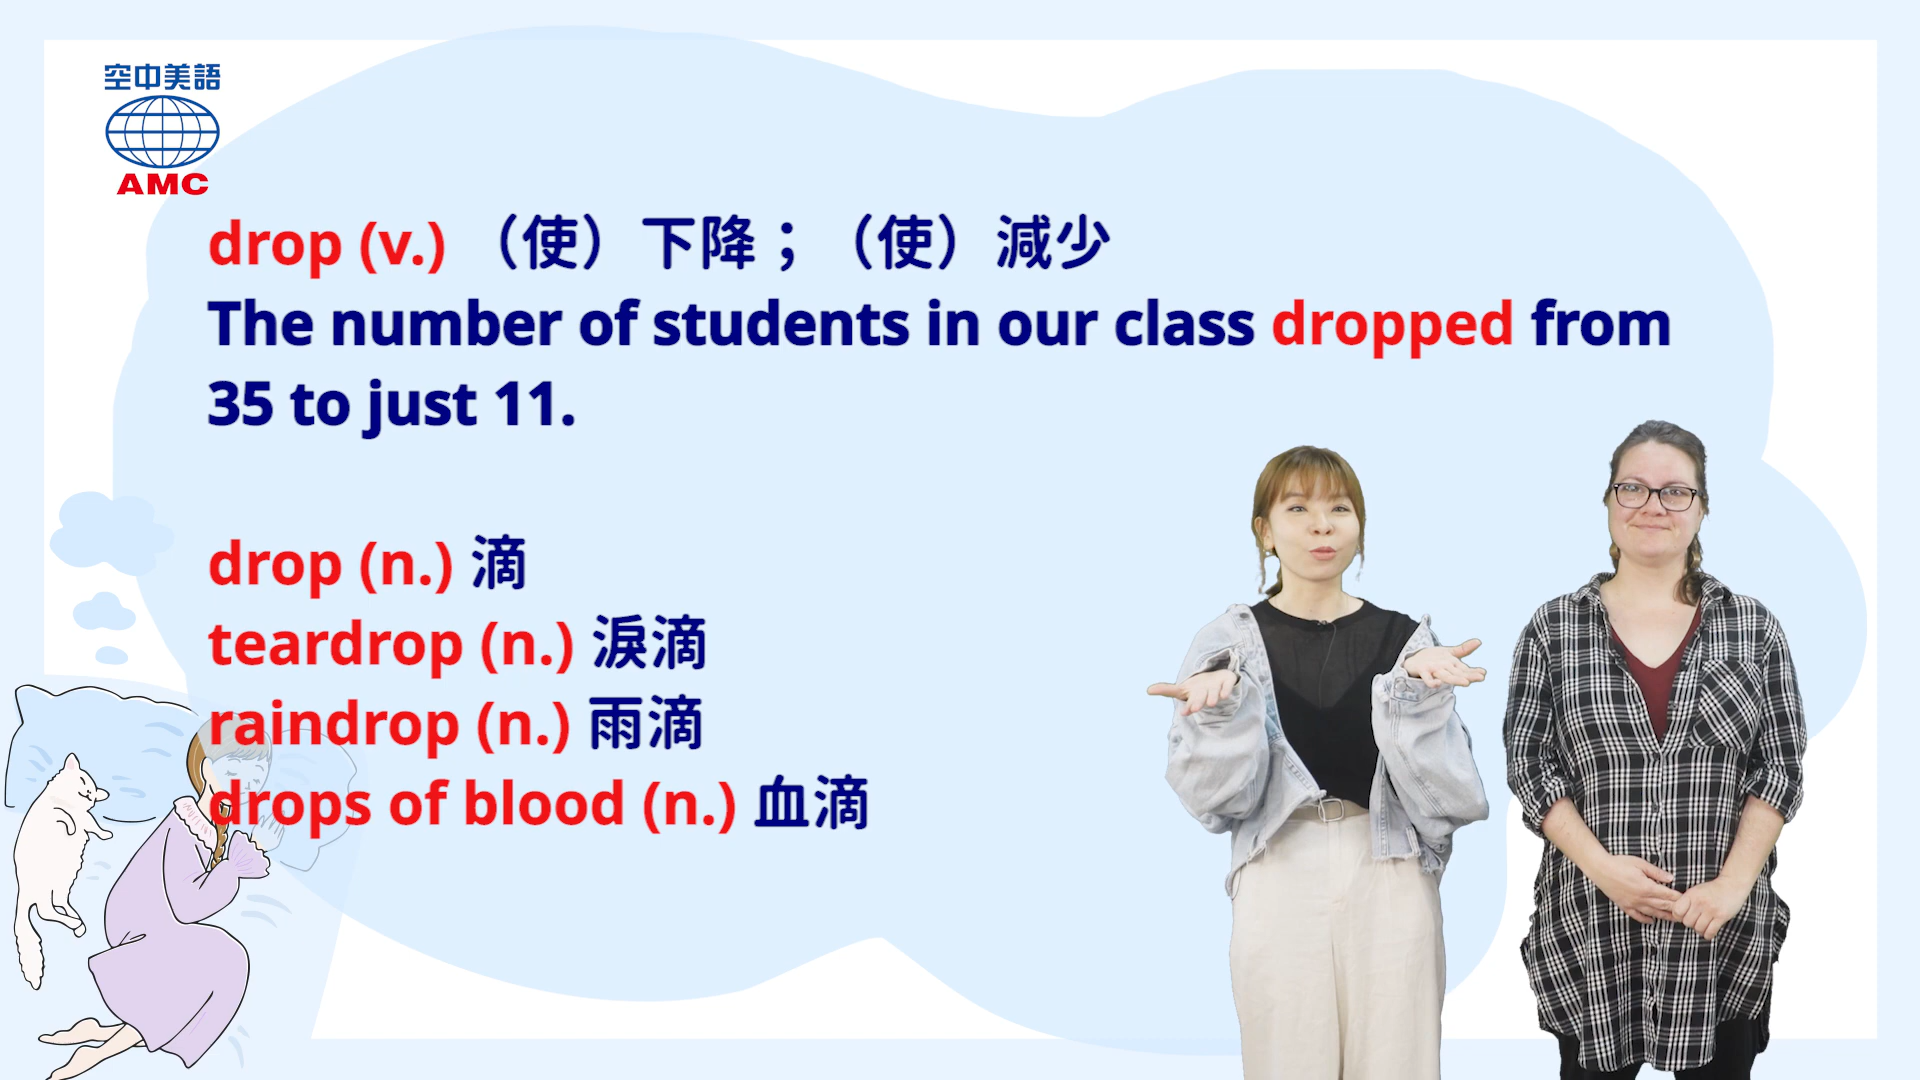 空中美語
AMC
drop (v.) （使）下降；（使）減少
The number of students in our class dropped from
35 to just 11.
drop (n.) 滴
teardrop (n.) 淚滴
raindrop (n.) 雨滴
drops of blood (n.) 血滴